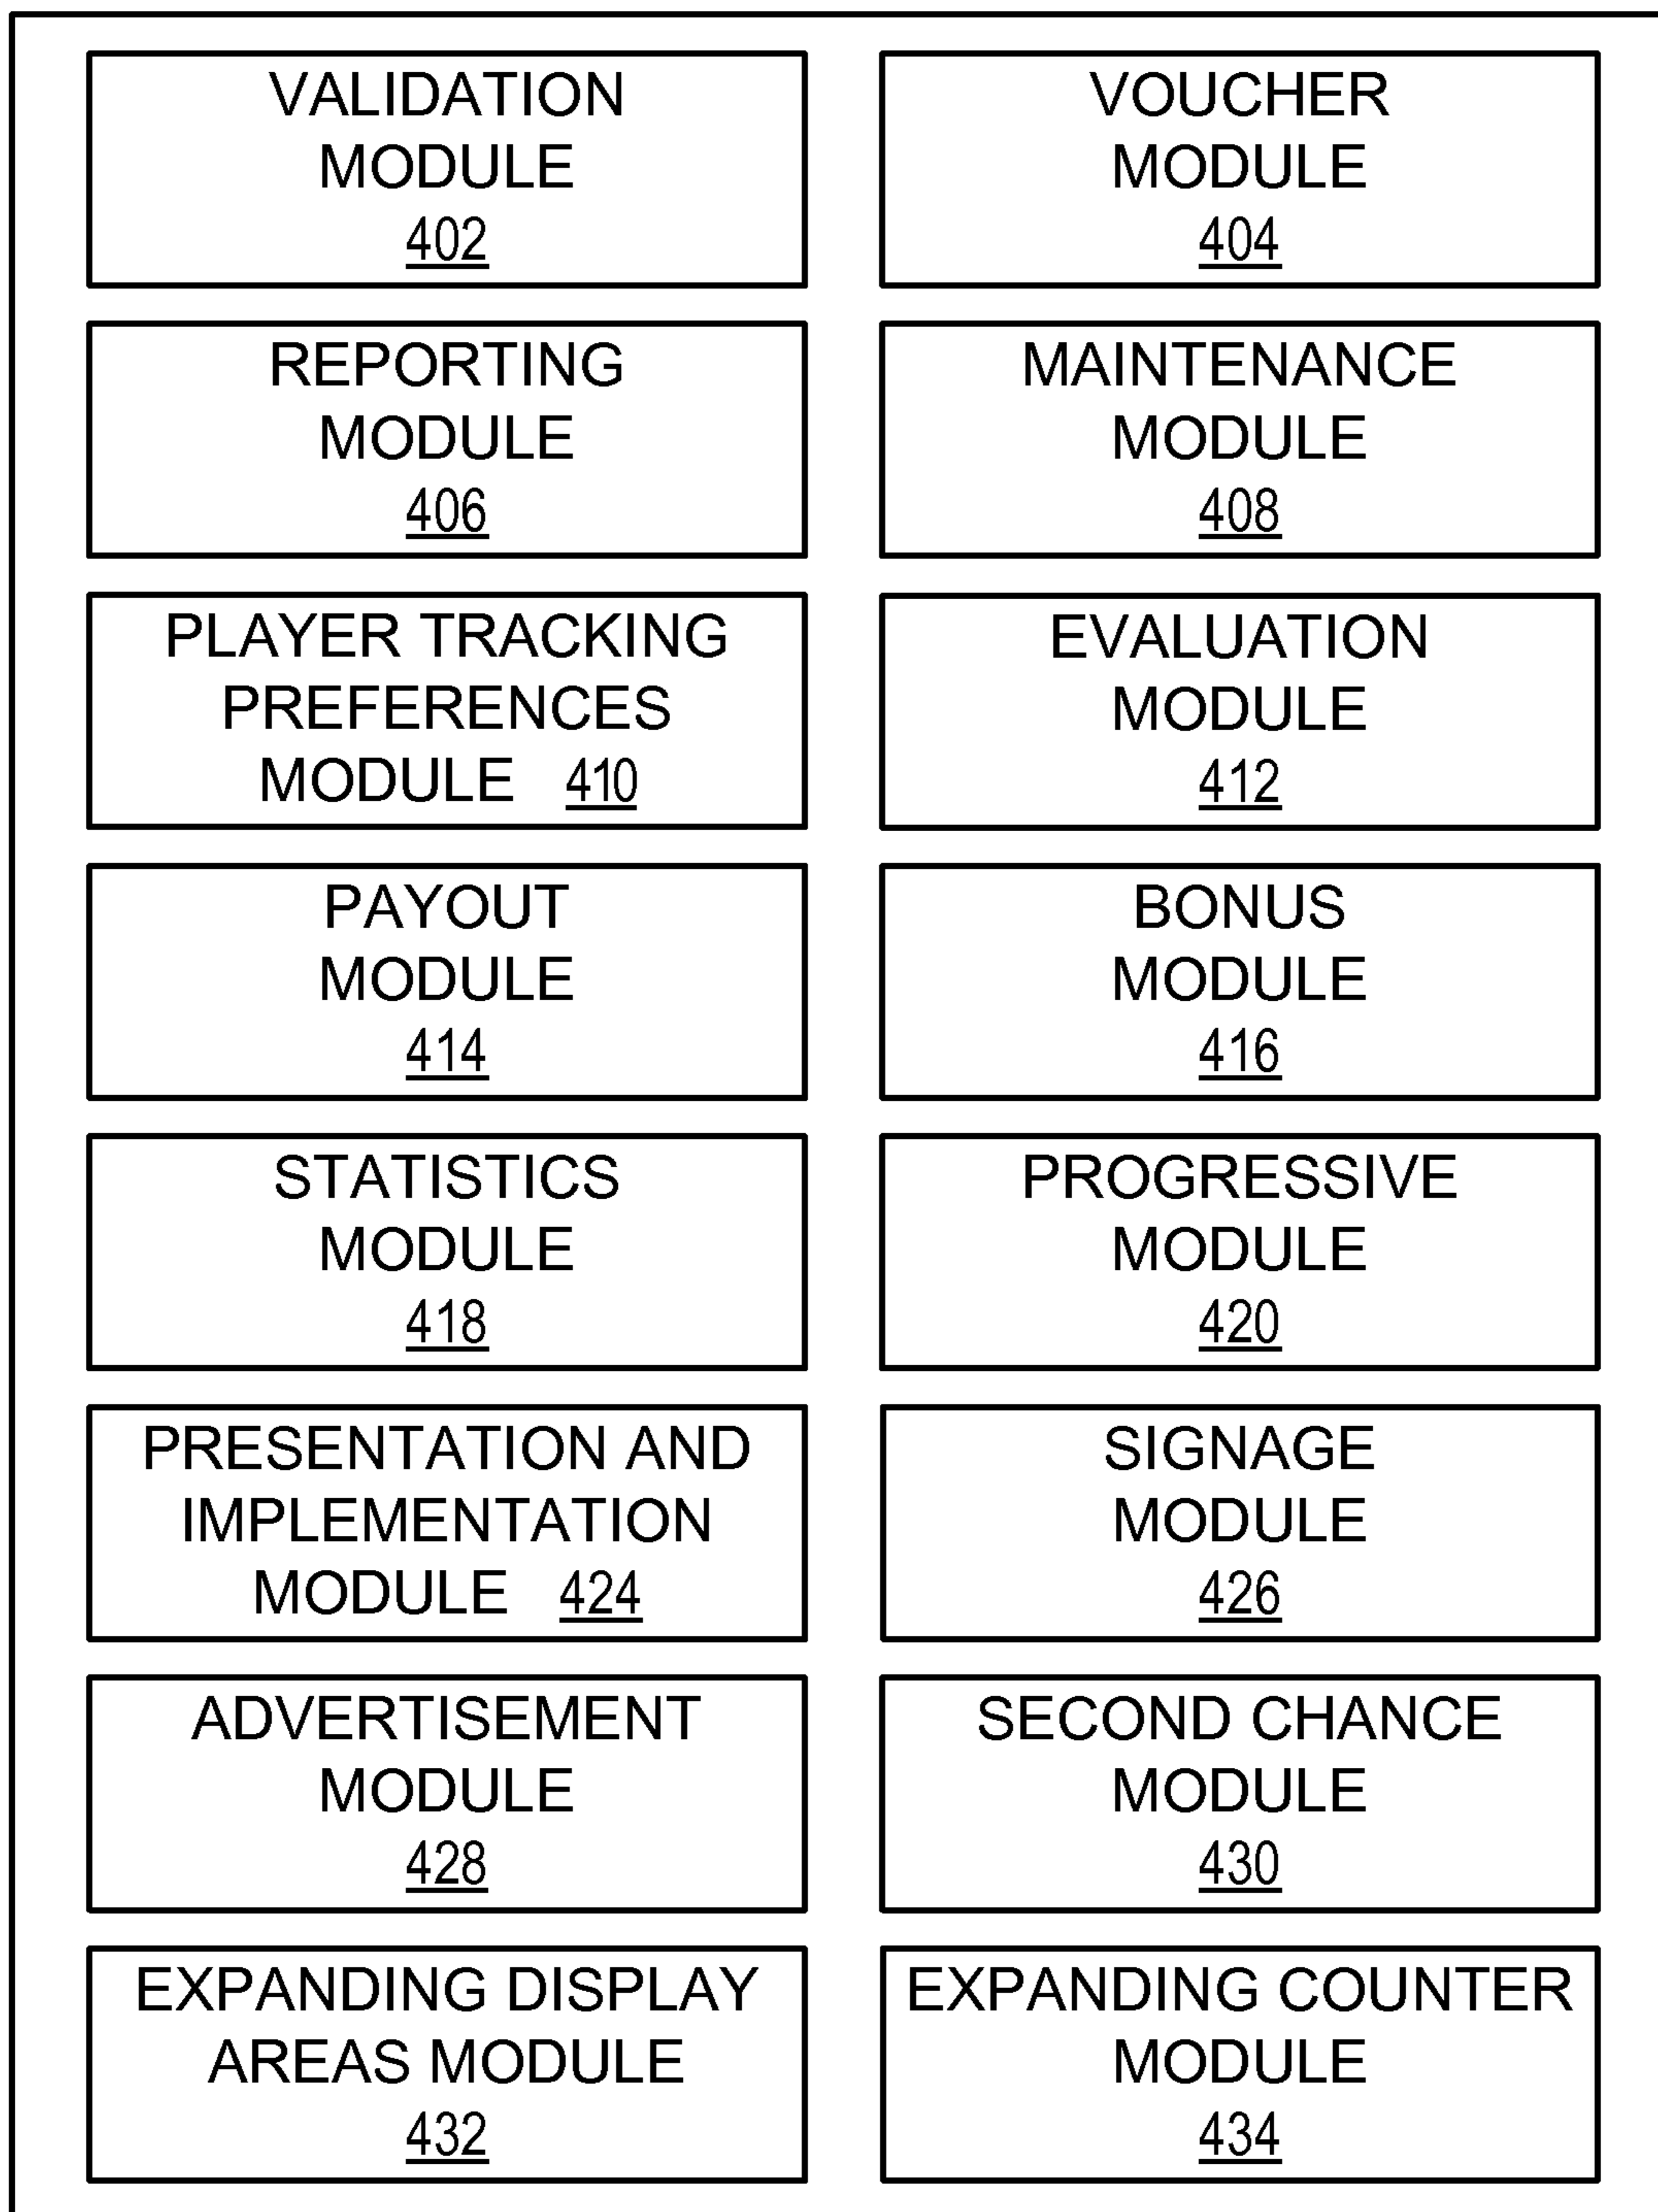 VALIDATION
MODULE
402
VOUCHER
MODULE
404
REPORTING
MODULE
406
MAINTENANCE
MODULE
408
PLAYER TRACKING
PREFERENCES
MODULE 410
EVALUATION
MODULE
412
PAYOUT
MODULE
414
BONUS
MODULE
416
STATISTICS
MODULE
418
PROGRESSIVE
MODULE
420
PRESENTATION AND
IMPLEMENTATION
MODULE 424
SIGNAGE
MODULE
426
ADVERTISEMENT
MODULE
428
SECOND CHANCE
MODULE
430
EXPANDING DISPLAY
AREAS MODULE
432
EXPANDING COUNTER
MODULE
434